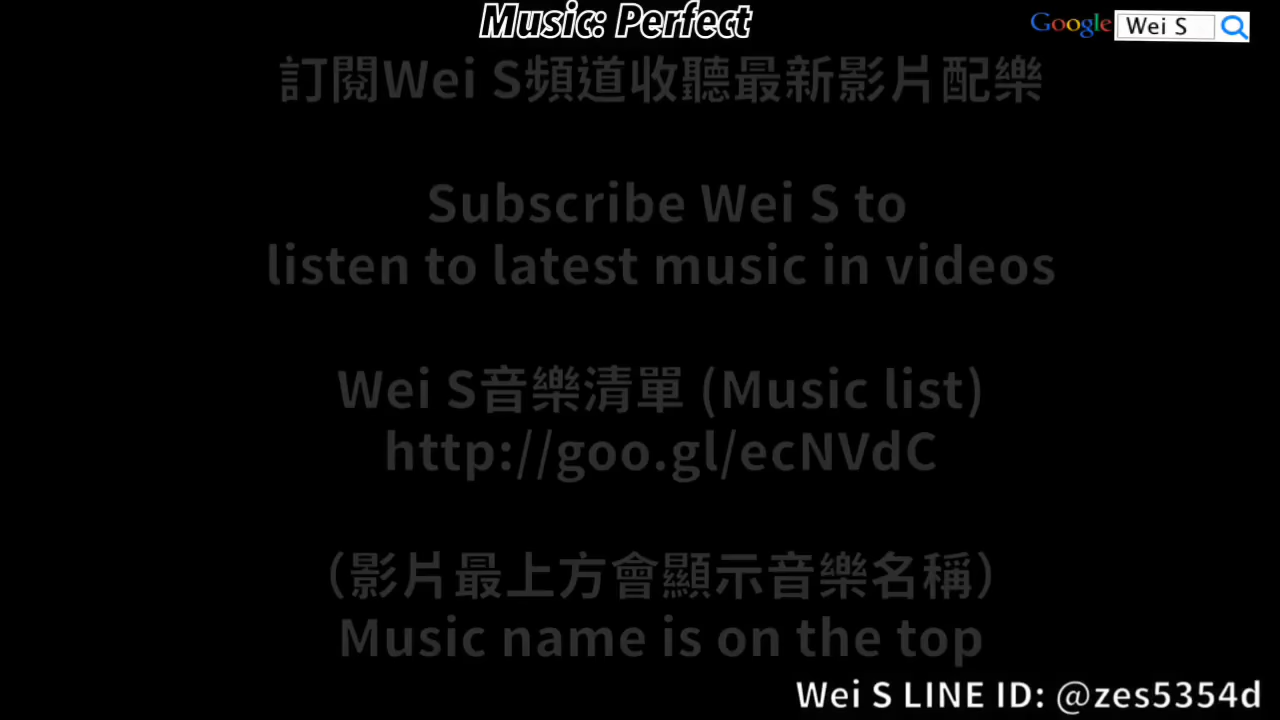 Music: Perfect
Google Wei S
訂閱Wei S頻道收聽最新影片配樂
Subscribe Wei S to
listen to latest music in videos
Wei S音樂清單 (Music list)
http://goo.gl/ecNVdC
（影片最上方會顯示音樂名稱）
Music name is on the top
Wei S LINE ID: @zes5354d